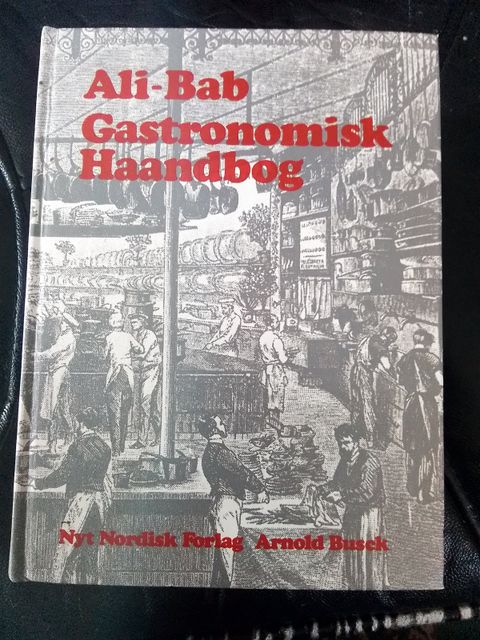 Ali-Bab
Gastronomisk
Haandbog
Nyt Nordisk Forlag Arnold Busck